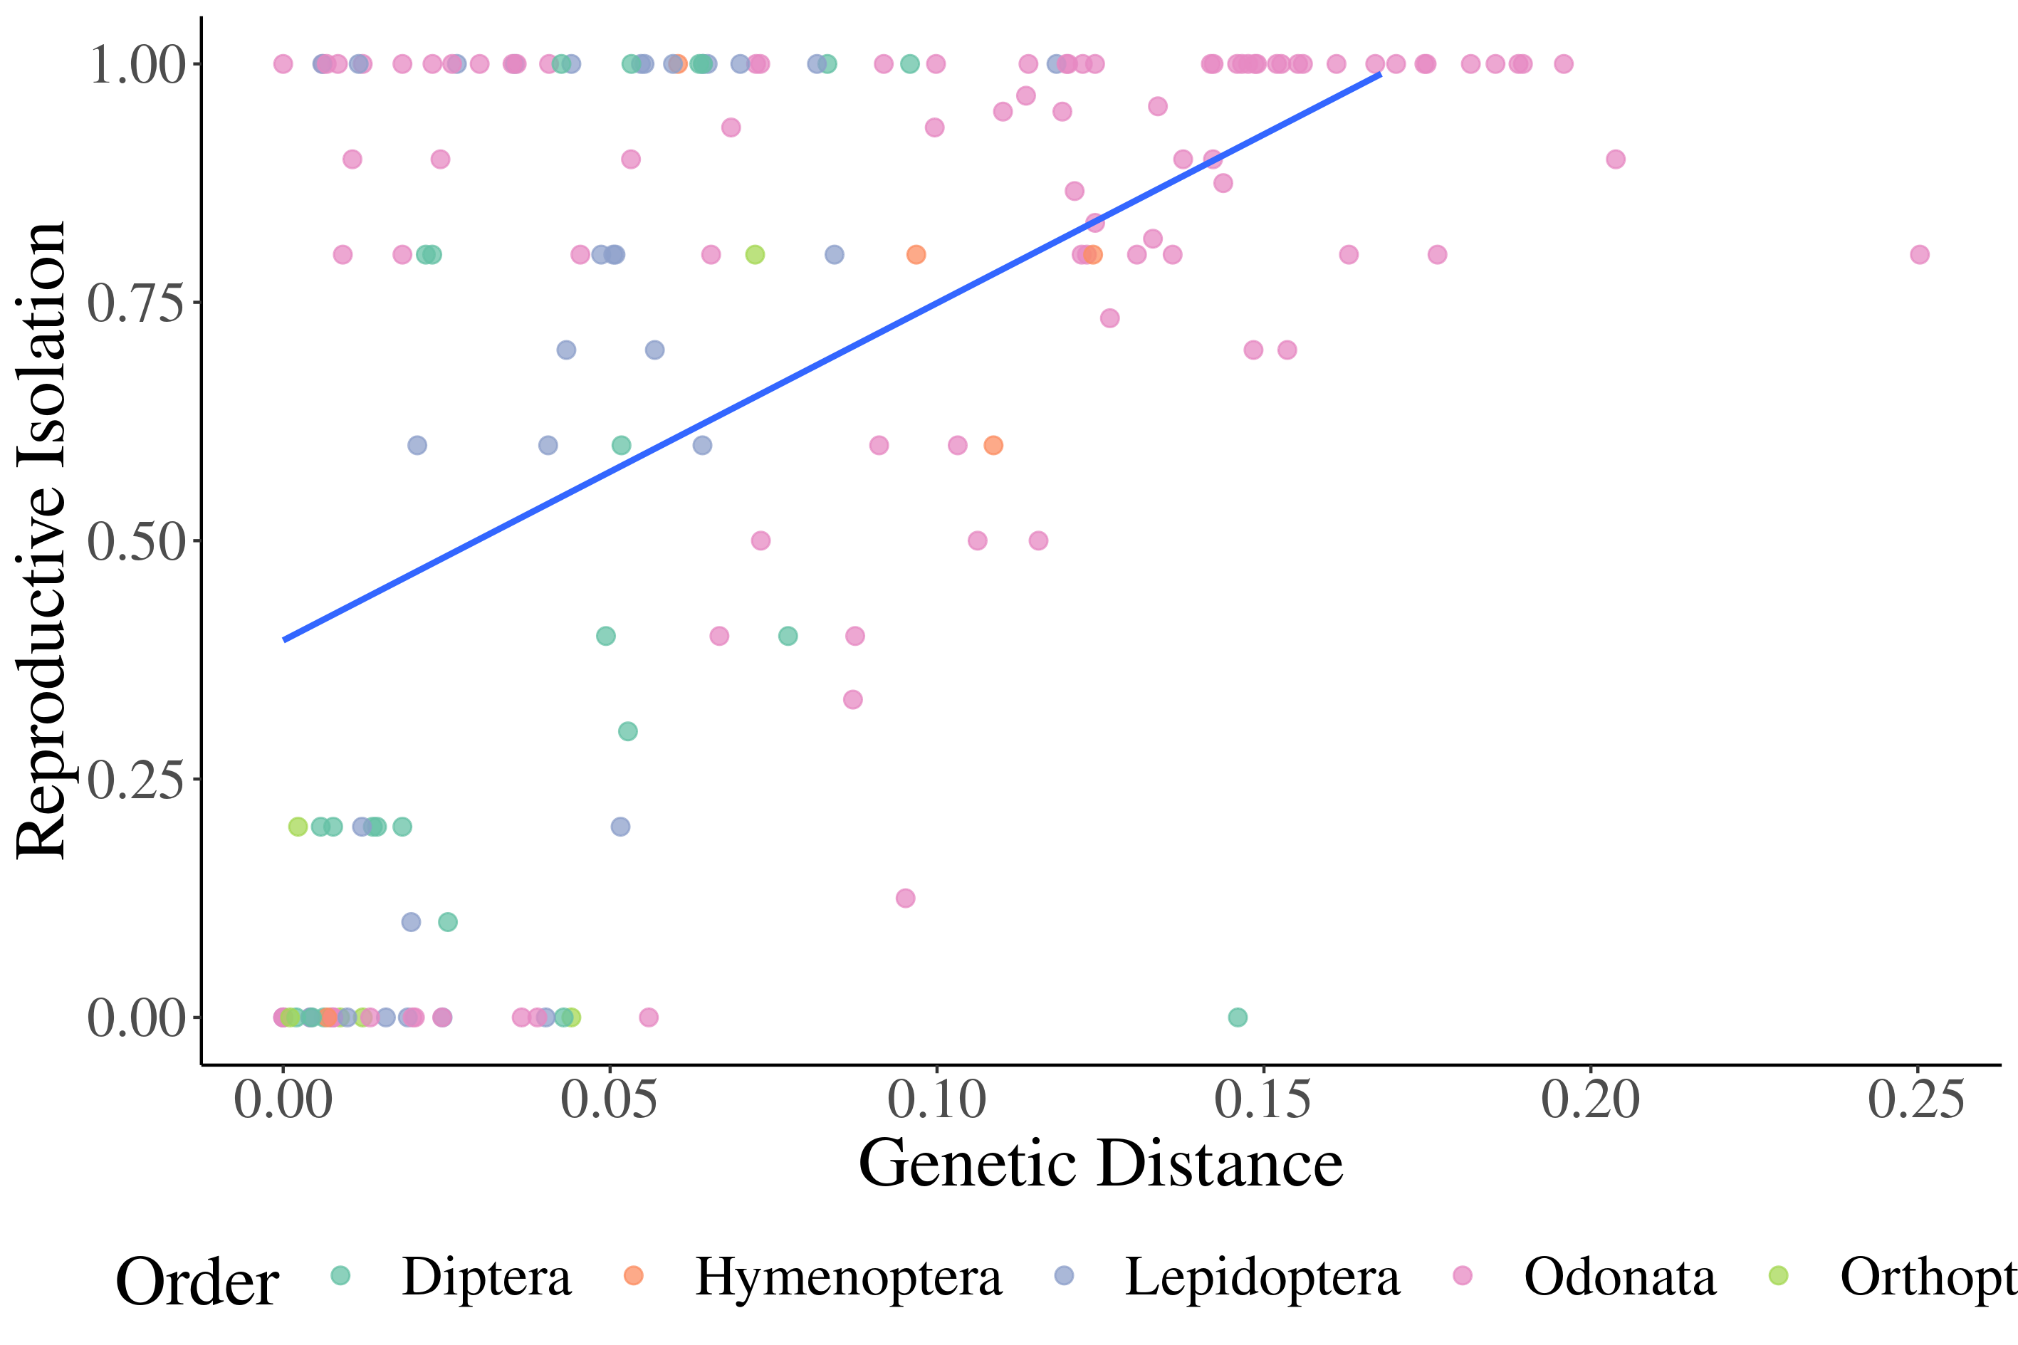 1.00
0.75
0.50
0.25
0.00
Reproductive Isolation
0.00 0.05 0.10 0.15 0.20 0.25
Genetic Distance
Order Diptera Hymenoptera Lepidoptera Odonata Orthopt